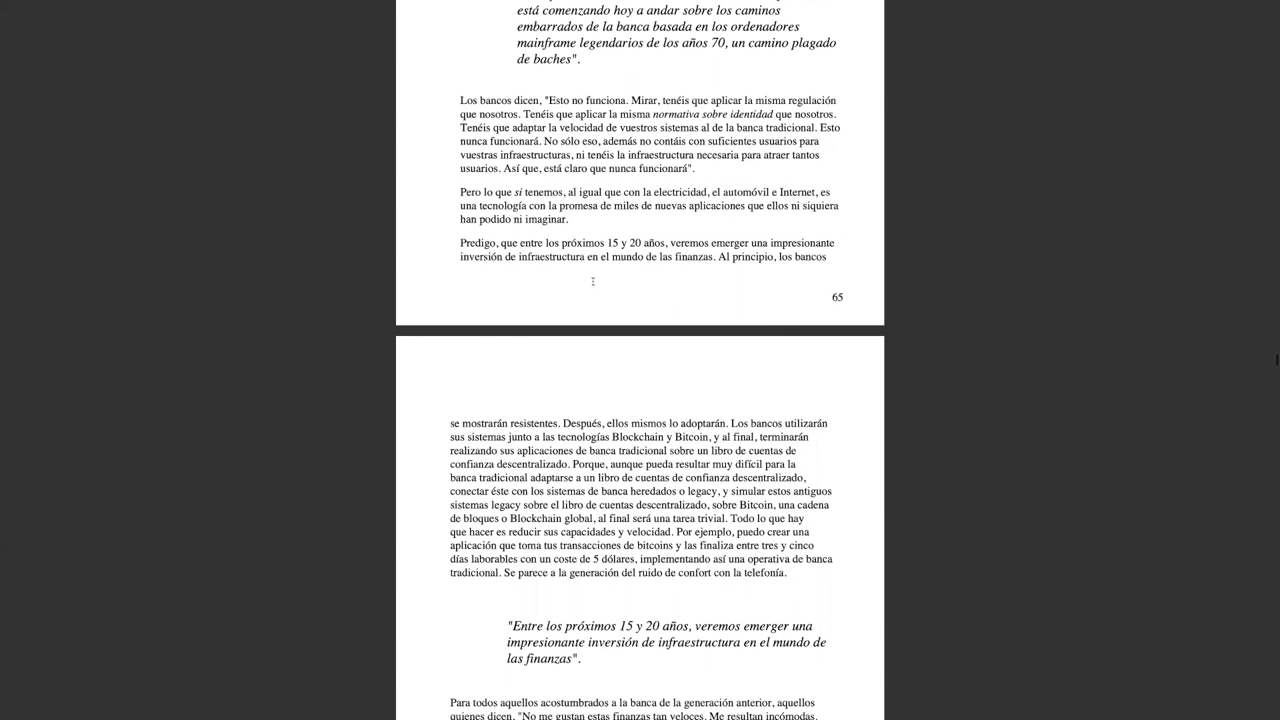 está comenzando hoy a andar sobre los caminos
embarrados de la banca basada en los ordenadores
mainframe legendarios de los años 70, un camino plagado
de baches".
Los bancos dicen, "Esto no funciona. Mirar, tenéis que aplicar la misma regulación
que nosotros. Tenéis que aplicar la misma normativa sobre identidad que nosotros.
Tenéis que adaptar la velocidad de vuestros sistemas al de la banca tradicional. Esto
nunca funcionará. No sólo eso, además no contáis con suficientes usuarios para
vuestras infraestructuras, ni tenéis la infraestructura necesaria para atraer tantos
usuarios. Así que, está claro que nunca funcionará".
Pero lo que si tenemos, al igual que con la electricidad, el automóvil e Internet, es
una tecnología con la promesa de miles de nuevas aplicaciones que ellos ni siquiera
han podido ni imaginar.
Predigo, que entre los próximos 15 y 20 años, veremos emerger una impresionante
inversión de infraestructura en el mundo de las finanzas. Al principio, los bancos
65
se mostrarán resistentes. Después, ellos mismos lo adoptarán. Los bancos utilizarán
sus sistemas junto a las tecnologías Blockchain y Bitcoin, y al final, terminarán
realizando sus aplicaciones de banca tradicional sobre un libro de cuentas de
confianza descentralizado. Porque, aunque pueda resultar muy difícil para la
banca tradicional adaptarse a un libro de cuentas de confianza descentralizado,
conectar éste con los sistemas de banca heredados o legacy, y simular estos antiguos
sistemas legacy sobre el libro de cuentas descentralizado, sobre Bitcoin, una cadena
de bloques o Blockchain global, al final será una tarea trivial. Todo lo que hay
que hacer es reducir sus capacidades y velocidad. Por ejemplo, puedo crear una
aplicación que toma tus transacciones de bitcoins y las finaliza entre tres y cinco
días laborables con un coste de 5 dólares, implementando así una operativa de banca
tradicional. Se parece a la generación del ruido de confort con la telefonía.
"Entre los próximos 15 y 20 años, veremos emerger una
impresionante inversión de infraestructura en el mundo de
las finanzas".
Para todos aquellos acostumbrados a la banca de la generación anterior, aquellos
quienes dicen, "No me gustan estas finanzas tan veloces. Me resultan incómodas.